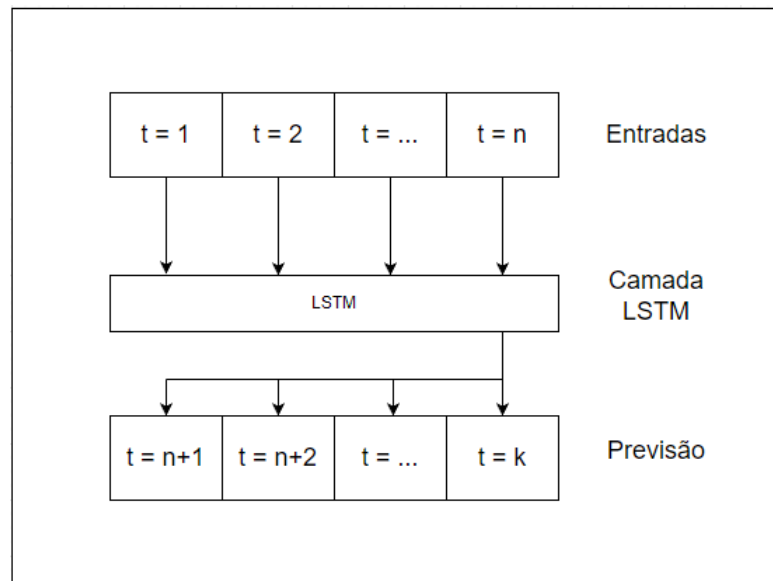 t = 1 t = 2 t = ... t = n Entradas
LSTM
Camada
LSTM
t = n+1 t = n+2 t = ... t = k Previsão